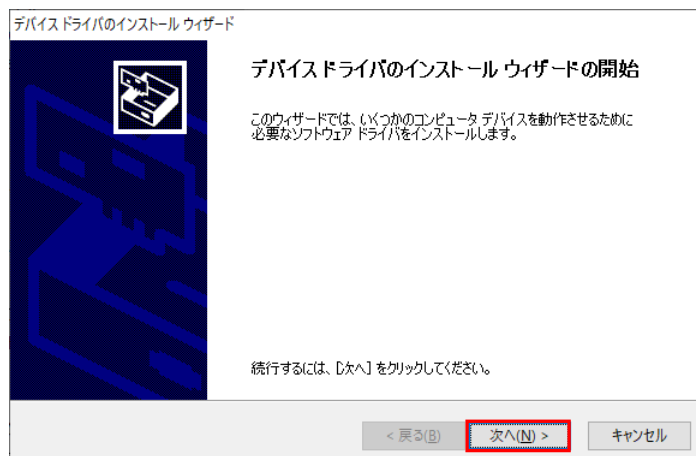 デバイス ドライバのインストール ウィザード
デバイス ドライバのインストール ウィザードの開始
このウィザードでは、いくつかのコンピュータ デバイスを動作させるために
必要なソフトウェア ドライバをインストールします。
続行するには、[次へ] をクリックしてください。
< 戻る(B)
次へ(N) >
キャンセル